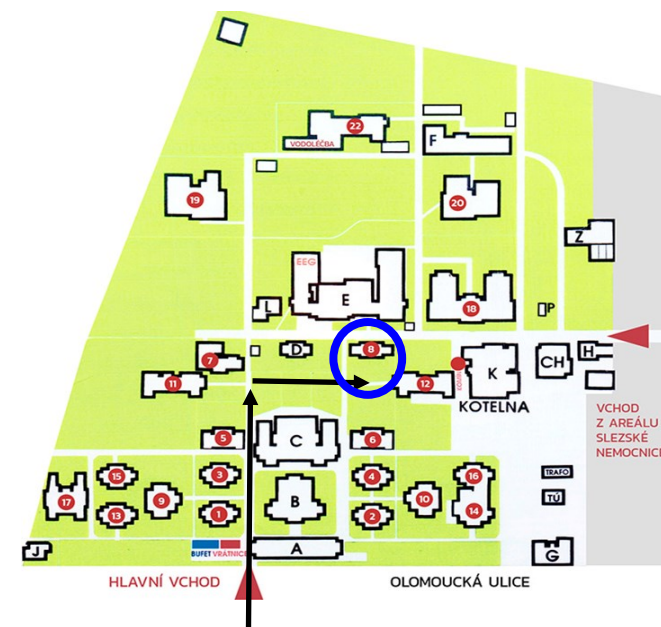 22
VODOLÉČBA
F
19
20
Z
EEG
E
L
18
P
7
D
8
11
12
K
CH
H
KOTELNA
VCHOD
Z AREÁLU
SLEZSKÉ
NEMOCNICE
5
C
6
15
3
4
16
17
9
B
10
13
1
2
14
TRAFO
TÚ
J
BUFET VRÁTNICE
A
G
HLAVNÍ VCHOD
OLOMOUCKÁ ULICE